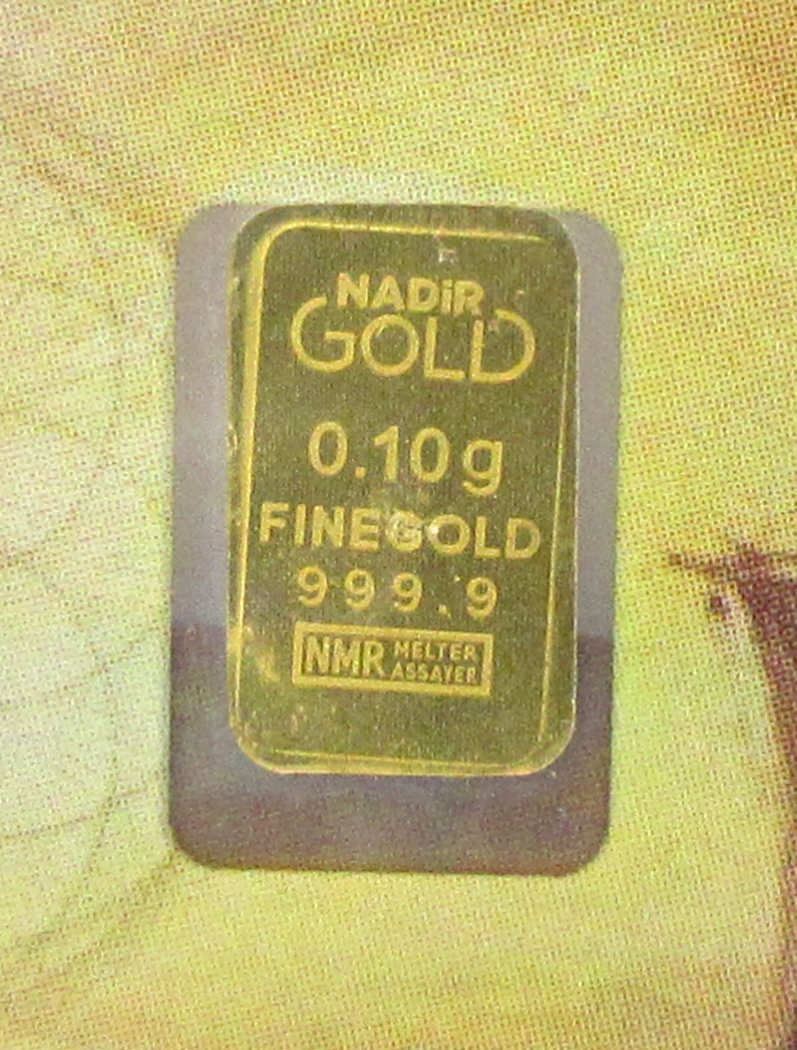 NADiR
GOLD
0.10g
FINEGOLD
999.9
NMR MELTER
ASSAYER